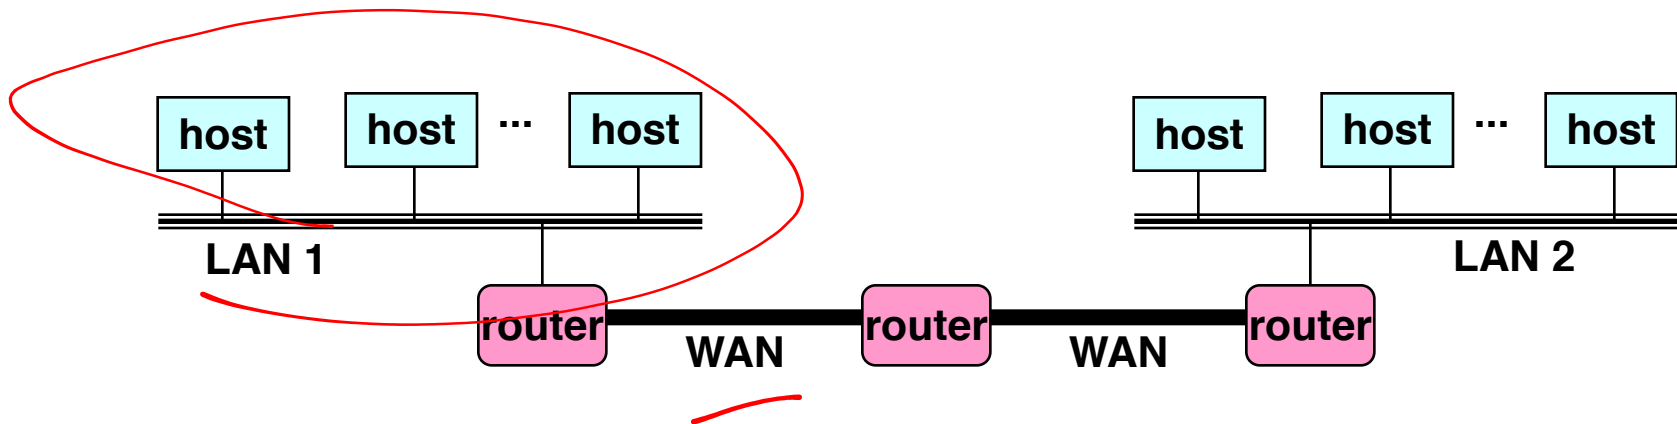 host host ... host
host host ... host
LAN 1
LAN 2
router router router
WAN WAN